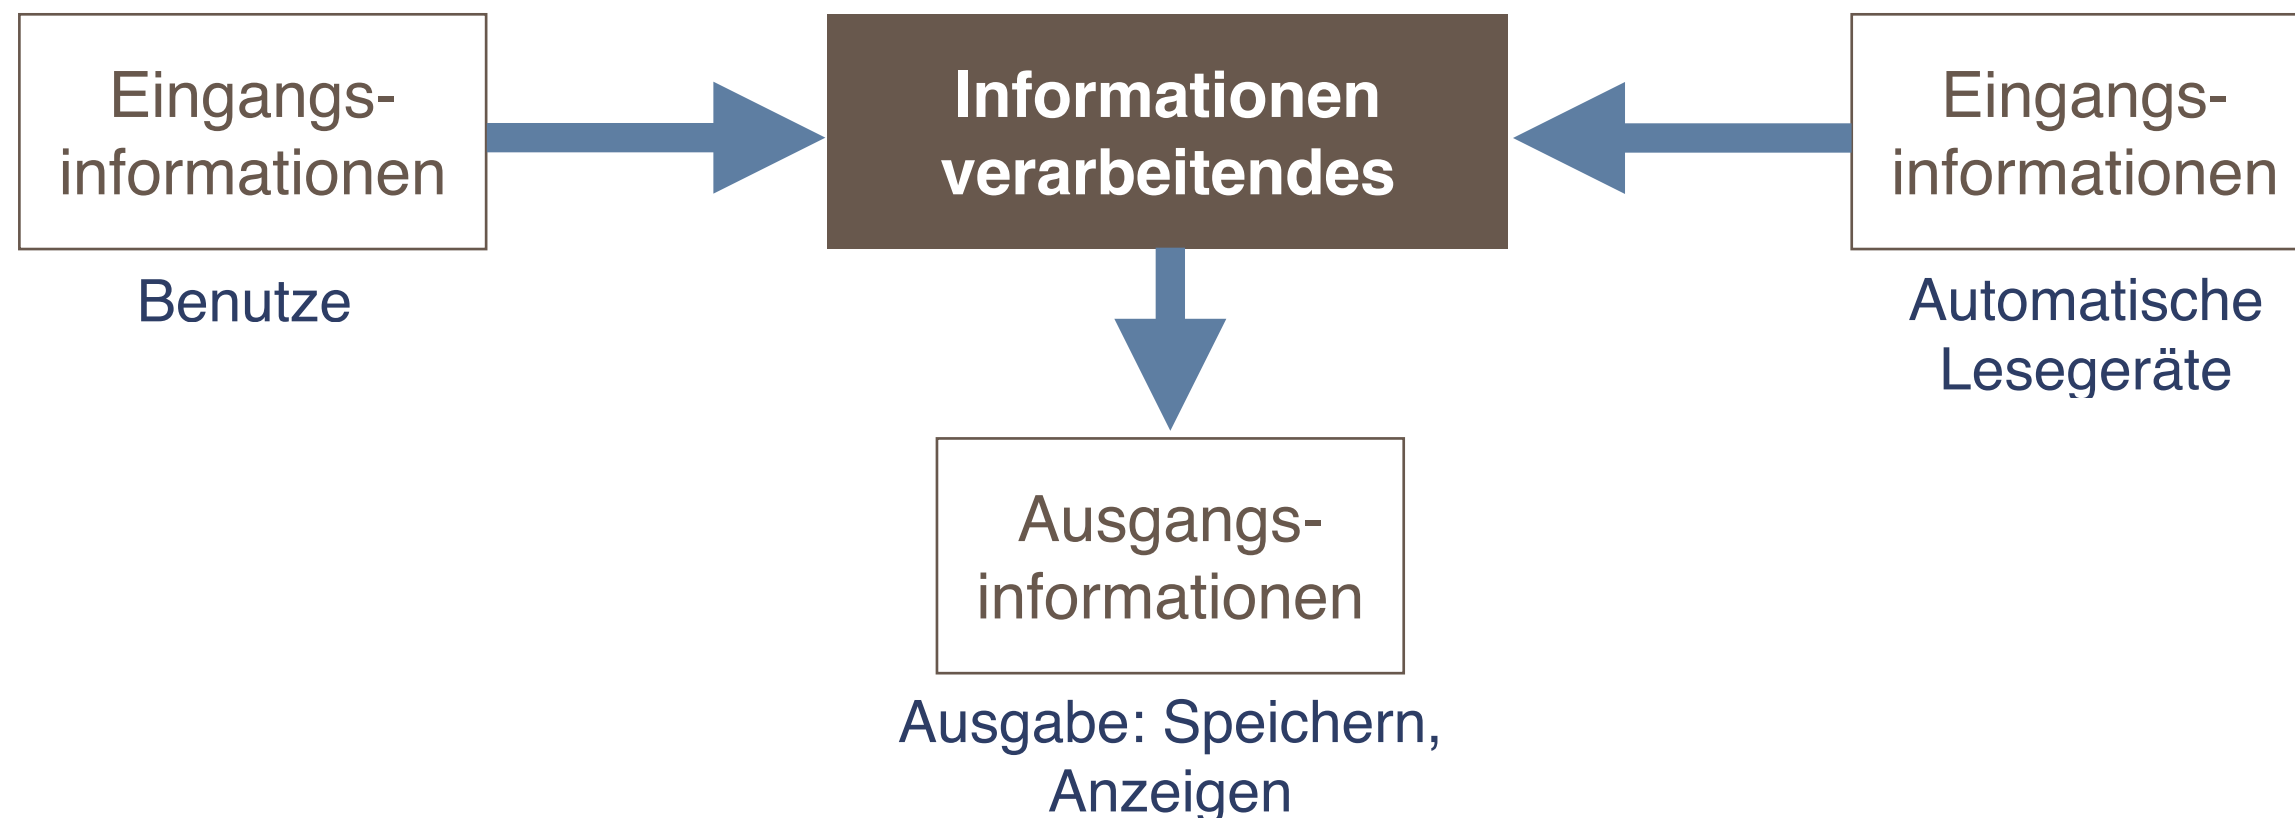 Eingangs-
informationen
Benutze
Informationen
verarbeitendes
Eingangs-
informationen
Automatische
Lesegeräte
Ausgangs-
informationen
Ausgabe: Speichern,
Anzeigen